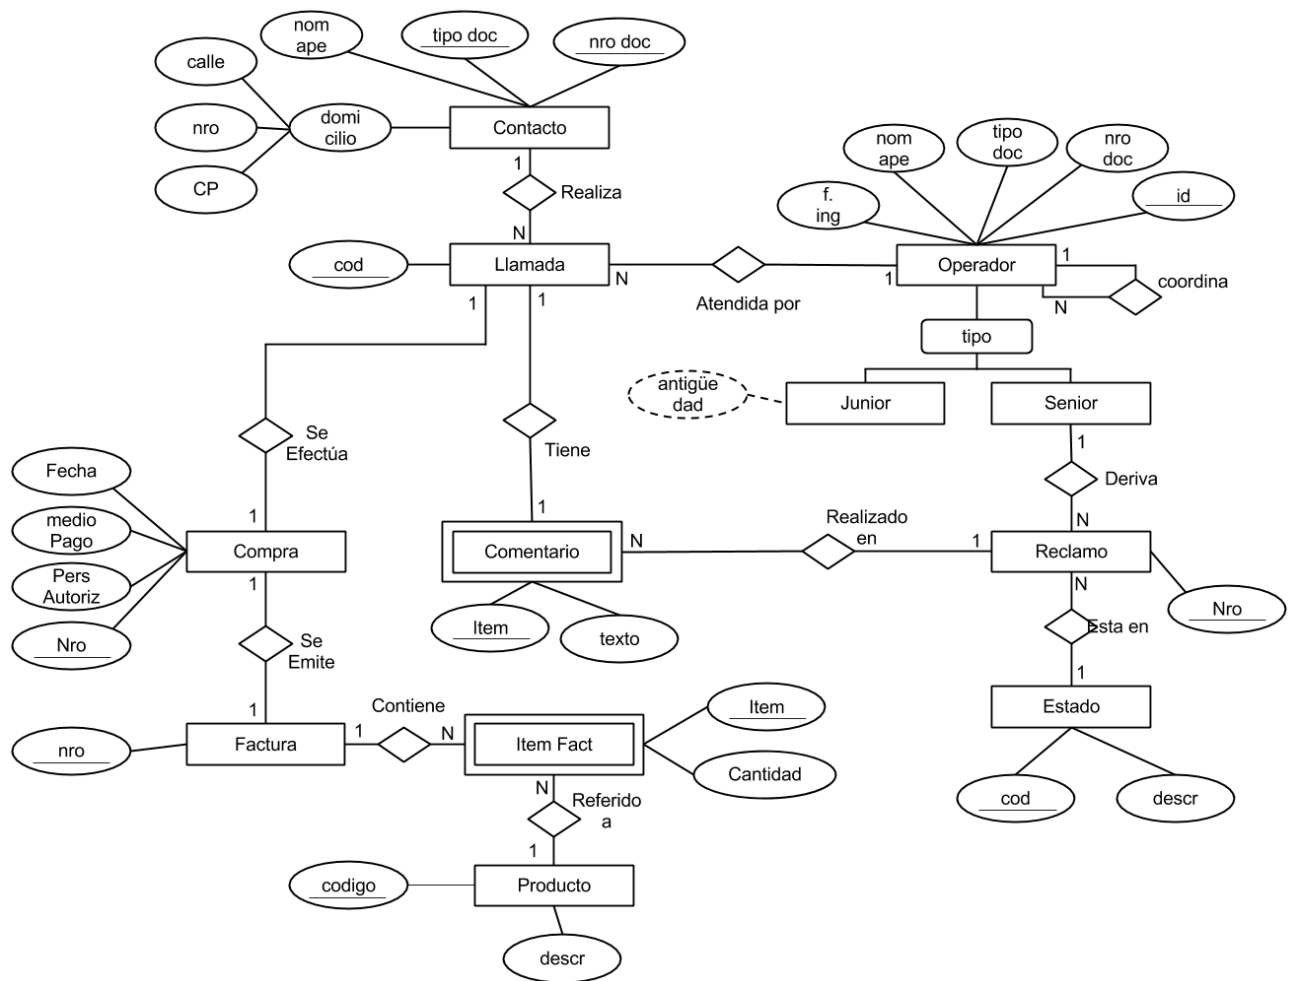 nom
ape
tipo doc
nro doc
calle
nro
domi
cilio
CP
Contacto
1
Realiza
N
nom
ape
tipo
doc
nro
doc
f.
ing
id
cod
Llamada
N
Atendida por
1
Operador
1
N
coordina
tipo
antigüe
dad
Junior
Senior
1
1
Se
Efectúa
Tiene
1
Deriva
Fecha
medio
Pago
Pers
Autoriz
Nro
1
Compra
1
1
Comentario
N
Realizado
en
1
N
Reclamo
N
Nro
Item
texto
Esta en
1
Estado
cod
descr
Se
Emite
1
nro
Factura
1
Contiene
N
Item Fact
Item
Cantidad
N
Referido
a
1
codigo
Producto
descr